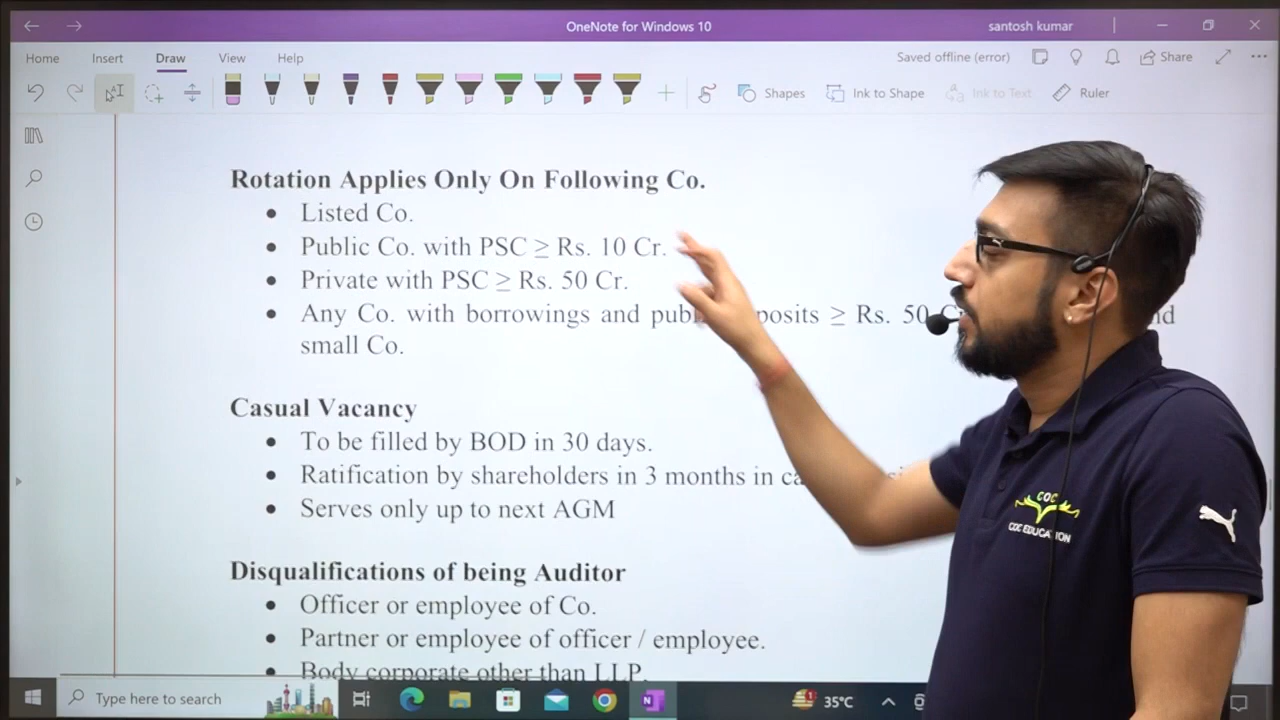 OneNote for Windows 10
santosh kumar
Home Insert Draw View Help
Saved offline (error)
Share
Shapes Ink to Shape Ink to Text Ruler
Rotation Applies Only On Following Co.
• Listed Co.
• Public Co. with PSC ≥ Rs. 10 Cr.
• Private with PSC ≥ Rs. 50 Cr.
• Any Co. with borrowings and ≥ Rs. 50
small Co.
Casual Vacancy
• To be filled by BOD in 30 days.
• Ratification by shareholders in 3 months in
• Serves only up to next AGM
Disqualifications of being Auditor
• Officer or employee of Co.
• Partner or employee of officer / employee.
• Body corporate other than LLP.
COC
COC EDUCATION
Type here to search
1
35°C